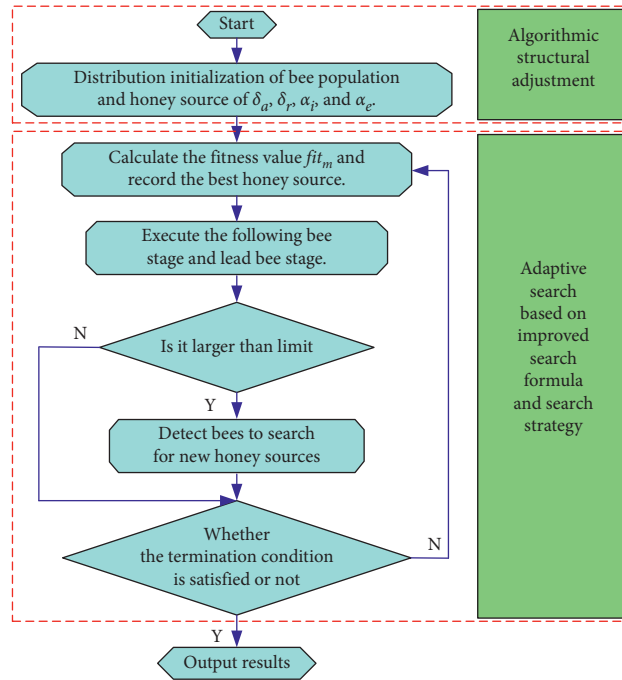 Start
Algorithmic
structural
adjustment
Distribution initialization of bee population
and honey source of δa, δr, αi, and αe.
Calculate the fitness value fitm and
record the best honey source.
Execute the following bee
stage and lead bee stage.
N
Is it larger than limit
Y
Detect bees to search
for new honey sources
Adaptive
search
based on
improved
search
formula
and search
strategy
Whether
the termination condition
is satisfied or not
N
Y
Output results